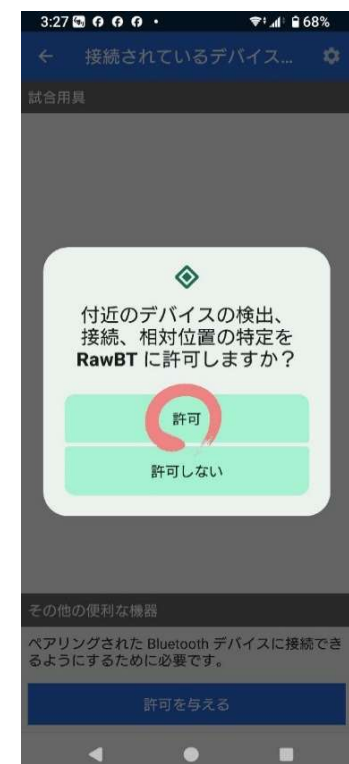 3:27
68%
接続されているデバイス...
試合用具
付近のデバイスの検出、
接続、相対位置の特定を
RawBT に許可しますか？
許可
許可しない
その他の便利な機器
ペアリングされた Bluetooth デバイスに接続でき
るようにするために必要です。
許可を与える